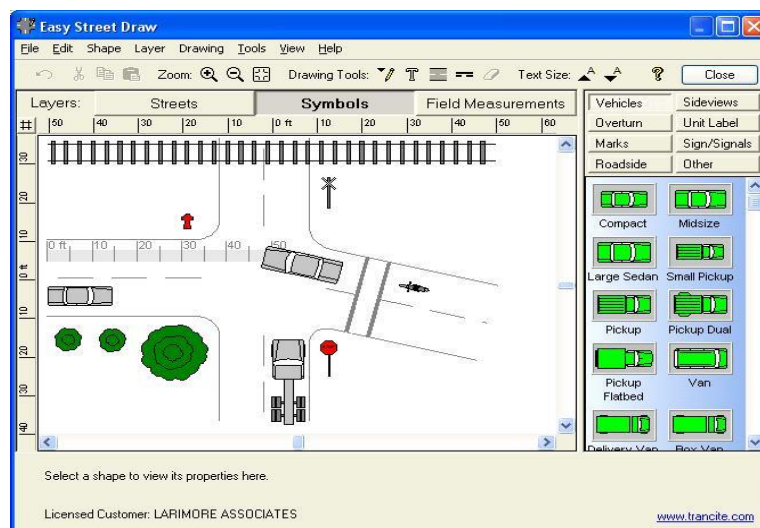 Easy Street Draw
File Edit Shape Layer Drawing Tools View Help
Zoom: Drawing Tools: T Text Size: A A ? Close
Layers: Streets Symbols Field Measurements
Vehicles Sideviews
Overturn Unit Label
Marks Sign/Signals
Roadside Other
50 40 30 20 10 0 ft 10 20 30 40 50 60
30
20
10
0 ft
10
20
30
40
0 ft 10 20 30 40 50
Compact Midsize
Large Sedan Small Pickup
Pickup Pickup Dual
Pickup Flatbed Van
Delivery Van Box Van
Select a shape to view its properties here.
Licensed Customer: LARIMORE ASSOCIATES
www.trancite.com